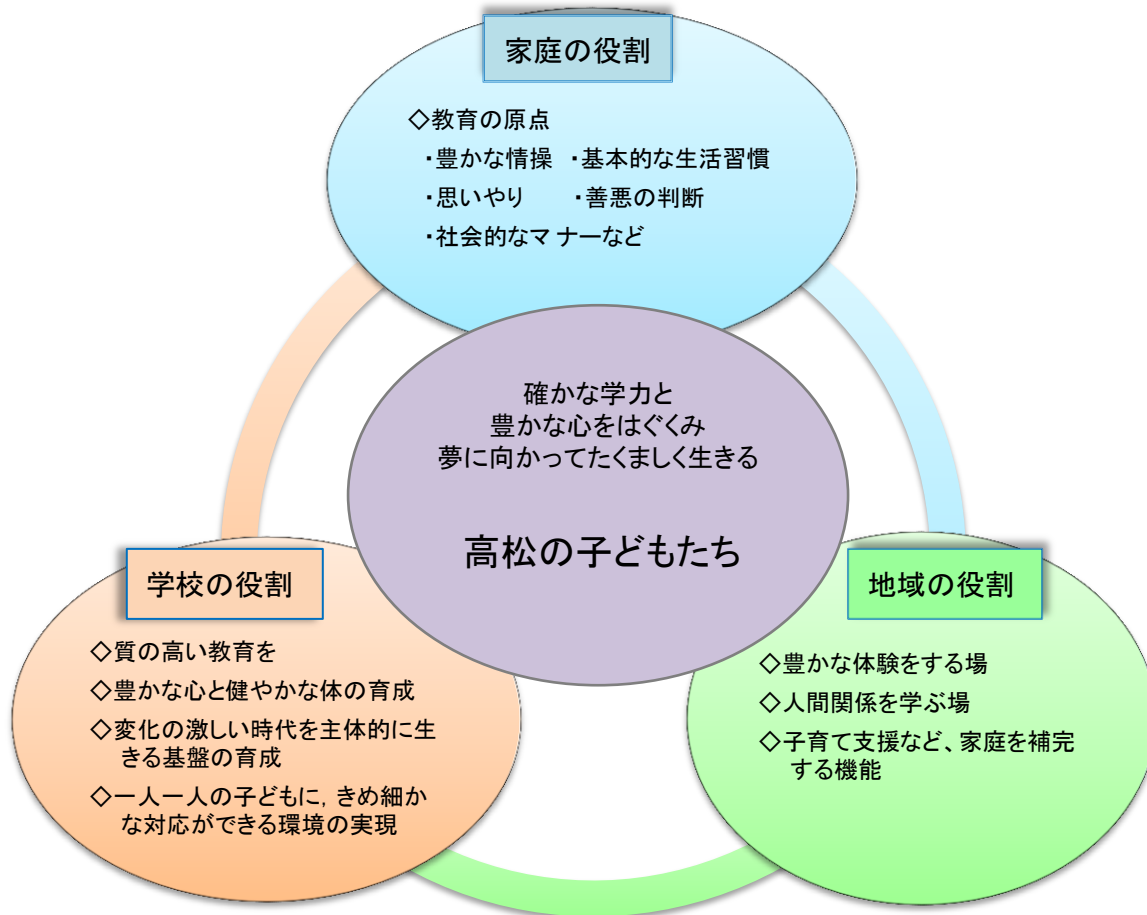 家庭の役割
◇教育の原点
・豊かな情操 ・基本的な生活習慣
・思いやり ・善悪の判断
・社会的なマナーなど
確かな学力と
豊かな心をはぐくみ
夢に向かってたくましく生きる
高松の子どもたち
学校の役割
◇質の高い教育を
◇豊かな心と健やかな体の育成
◇変化の激しい時代を主体的に生
きる基盤の育成
◇一人一人の子どもに，きめ細か
な対応ができる環境の実現
地域の役割
◇豊かな体験をする場
◇人間関係を学ぶ場
◇子育て支援など、家庭を補完
する機能